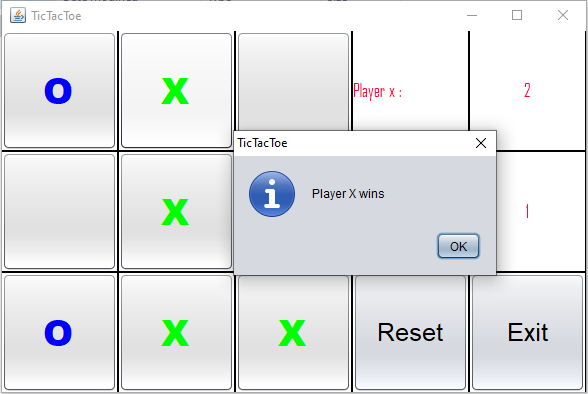 TicTacToe
O X Player x : 2
TicTacToe
X Player X wins 1
OK
O X X Reset Exit